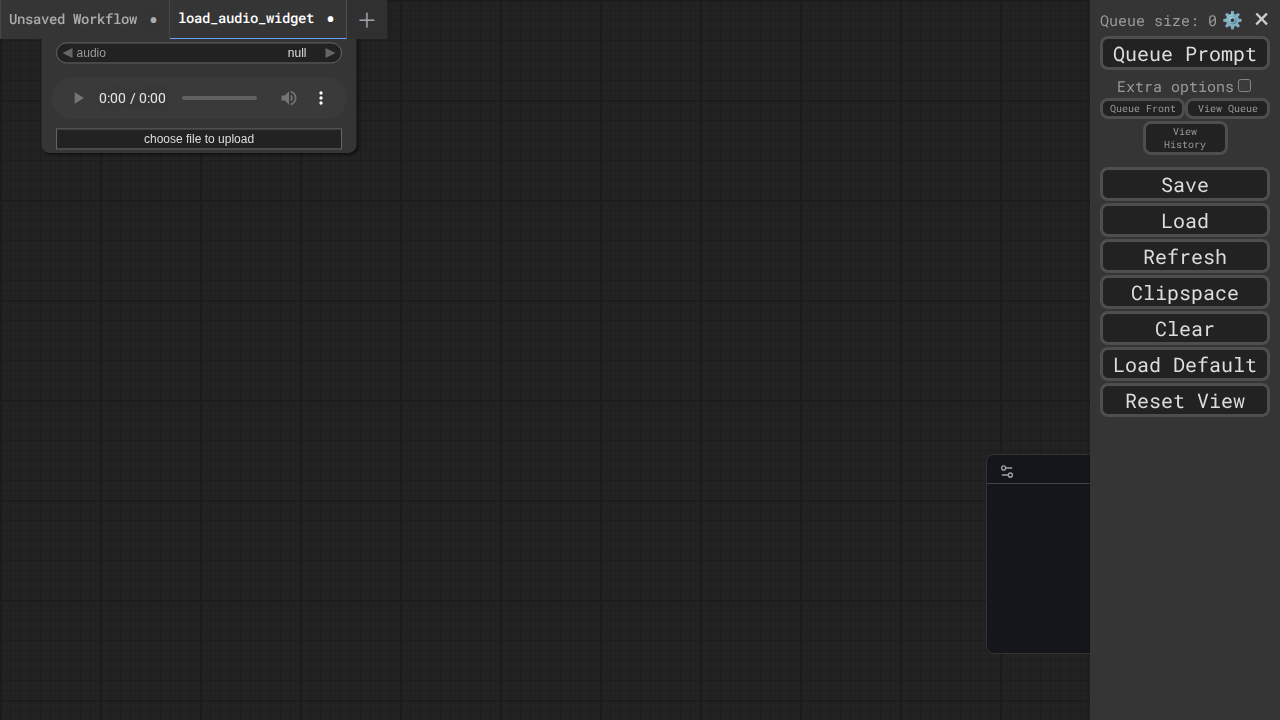 Unsaved Workflow
load_audio_widget
Queue size: 0
audio null
0:00 / 0:00
choose file to upload
Queue Prompt
Extra options
Queue Front
View Queue
View
History
Save
Load
Refresh
Clipspace
Clear
Load Default
Reset View